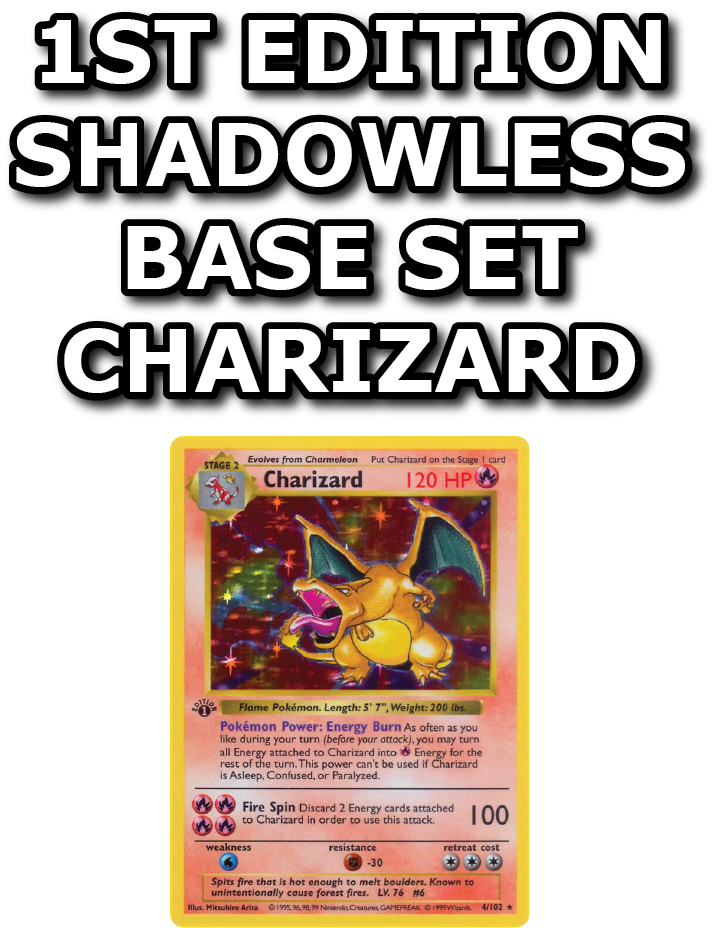 1ST EDITION
SHADOWLESS
BASE SET
CHARIZARD
STAGE 2 Evolves from Charmeleon Put Charizard on the Stage 1 card
Charizard 120 HP
EDITION 1
Flame Pokémon. Length: 5' 7", Weight: 200 lbs.
Pokémon Power: Energy Burn As often as you
like during your turn (before your attack), you may turn
all Energy attached to Charizard into Energy for the
rest of the turn. This power can't be used if Charizard
is Asleep, Confused, or Paralyzed.
Fire Spin Discard 2 Energy cards attached
to Charizard in order to use this attack. 100
weakness resistance retreat cost
-30
Spits fire that is hot enough to melt boulders. Known to
unintentionally cause forest fires. LV. 76 #6
Illus. Mitsuhiro Arita © 1995, 96, 98, 99 Nintendo, Creatures, GAMEFREAK. © 1999 Wizards. 4/102 ★